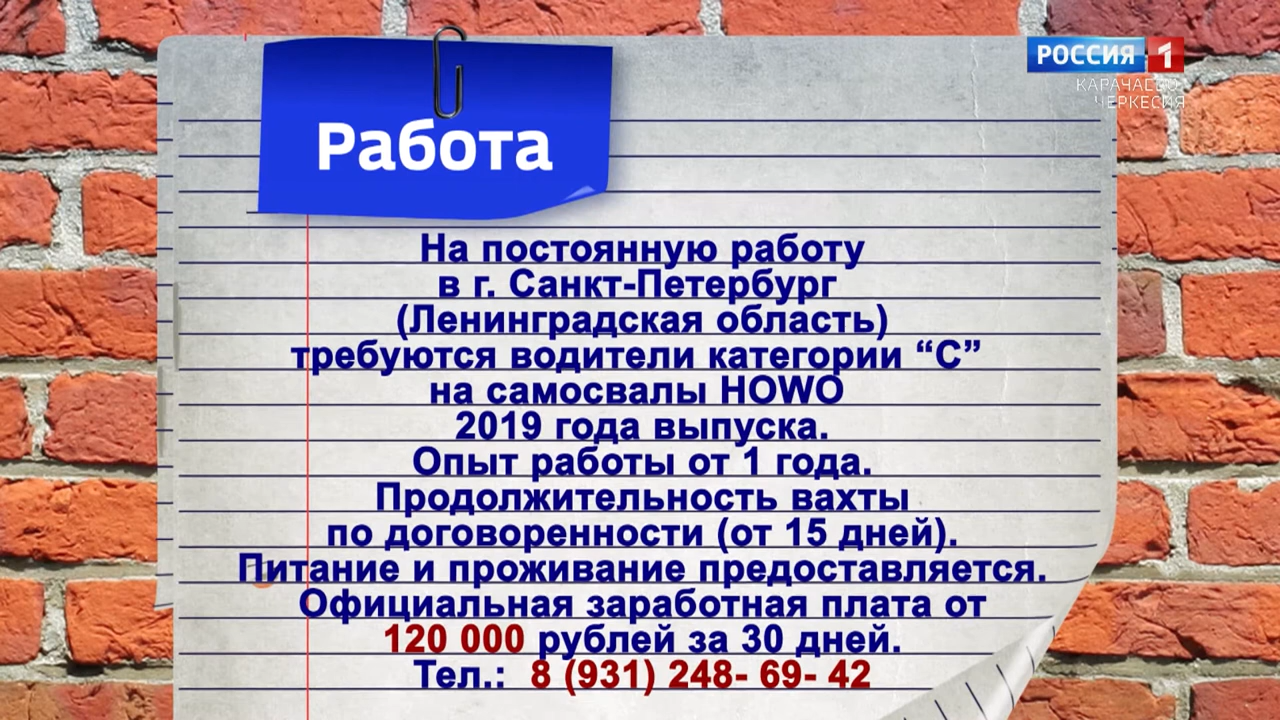 РОССИЯ 1
КАРАЧАЕВО-
ЧЕРКЕСИЯ
Работа
На постоянную работу
в г. Санкт-Петербург
(Ленинградская область)
требуются водители категории “С”
на самосвалы HOWO
2019 года выпуска.
Опыт работы от 1 года.
Продолжительность вахты
по договоренности (от 15 дней).
Питание и проживание предоставляется.
Официальная заработная плата от
120 000 рублей за 30 дней.
Тел.: 8 (931) 248- 69- 42